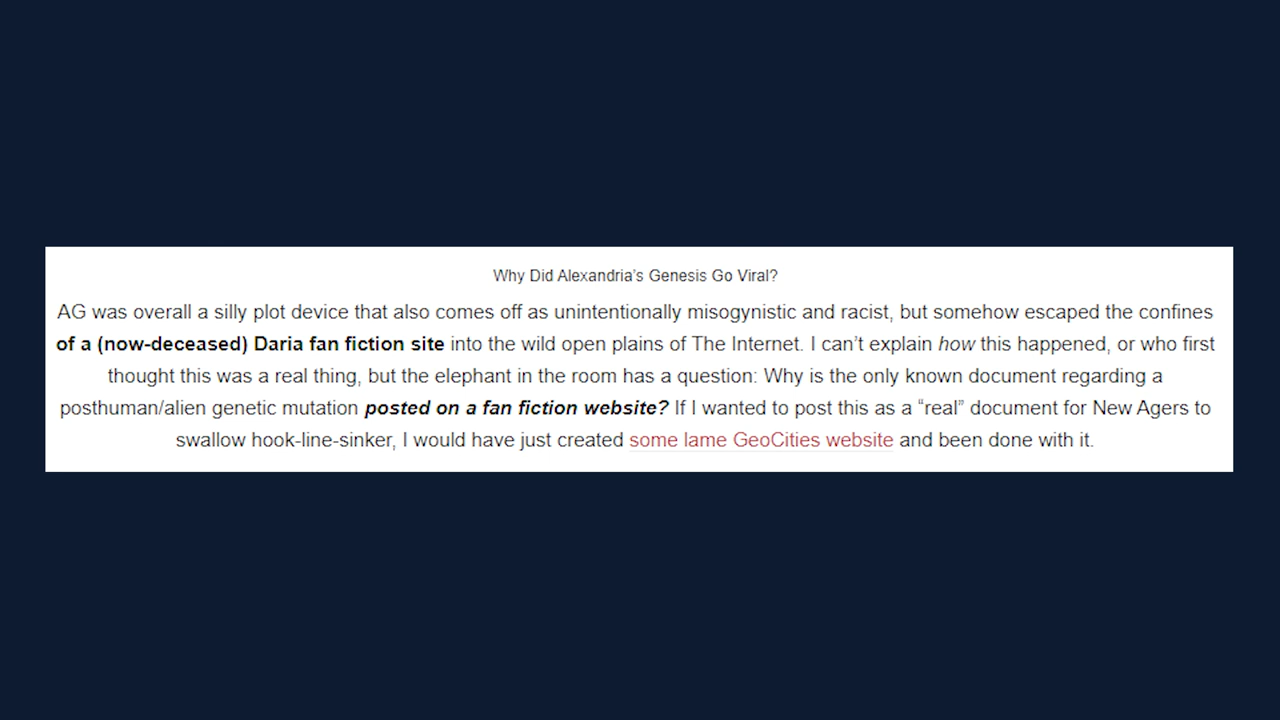 Why Did Alexandria’s Genesis Go Viral?
AG was overall a silly plot device that also comes off as unintentionally misogynistic and racist, but somehow escaped the confines
of a (now-deceased) Daria fan fiction site into the wild open plains of The Internet. I can’t explain how this happened, or who first
thought this was a real thing, but the elephant in the room has a question: Why is the only known document regarding a
posthuman/alien genetic mutation posted on a fan fiction website? If I wanted to post this as a “real” document for New Agers to
swallow hook-line-sinker, I would have just created some lame GeoCities website and been done with it.